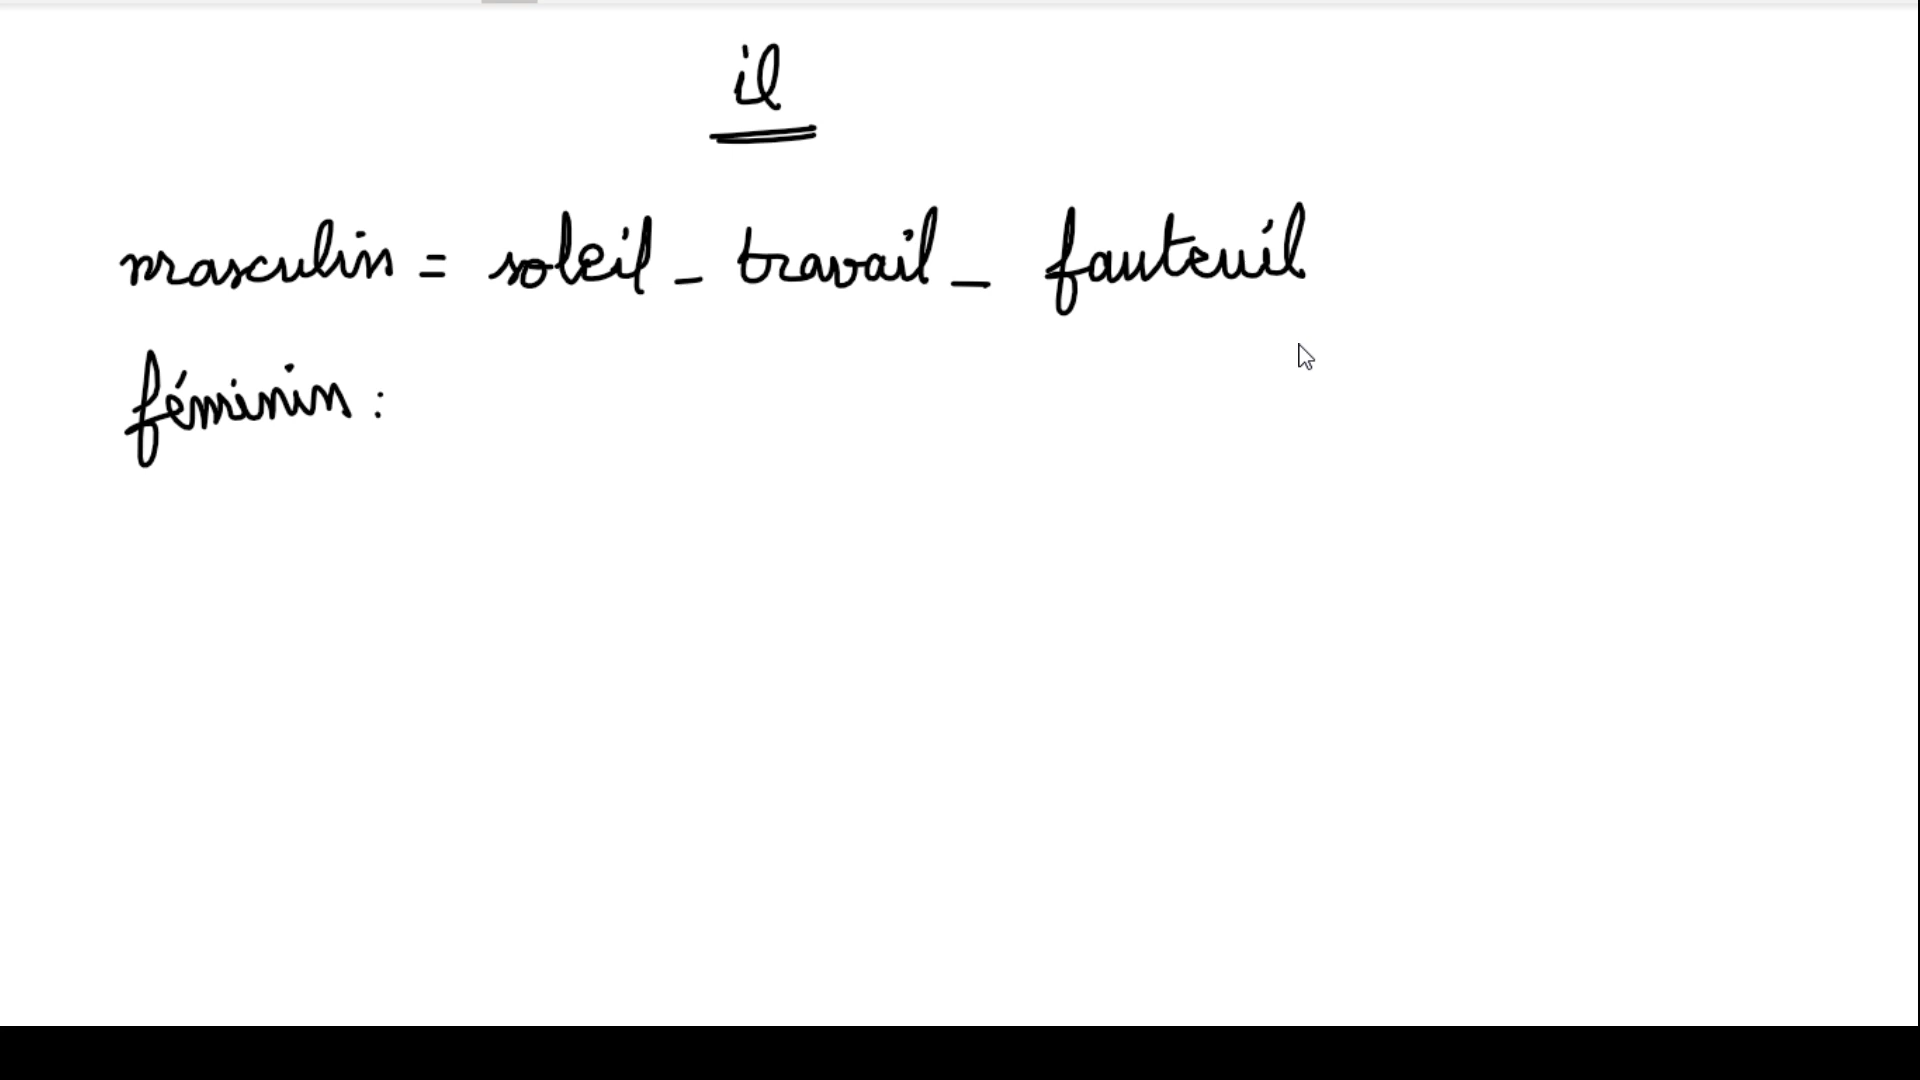 il
masculin = soleil - travail - fauteuil
féminin :